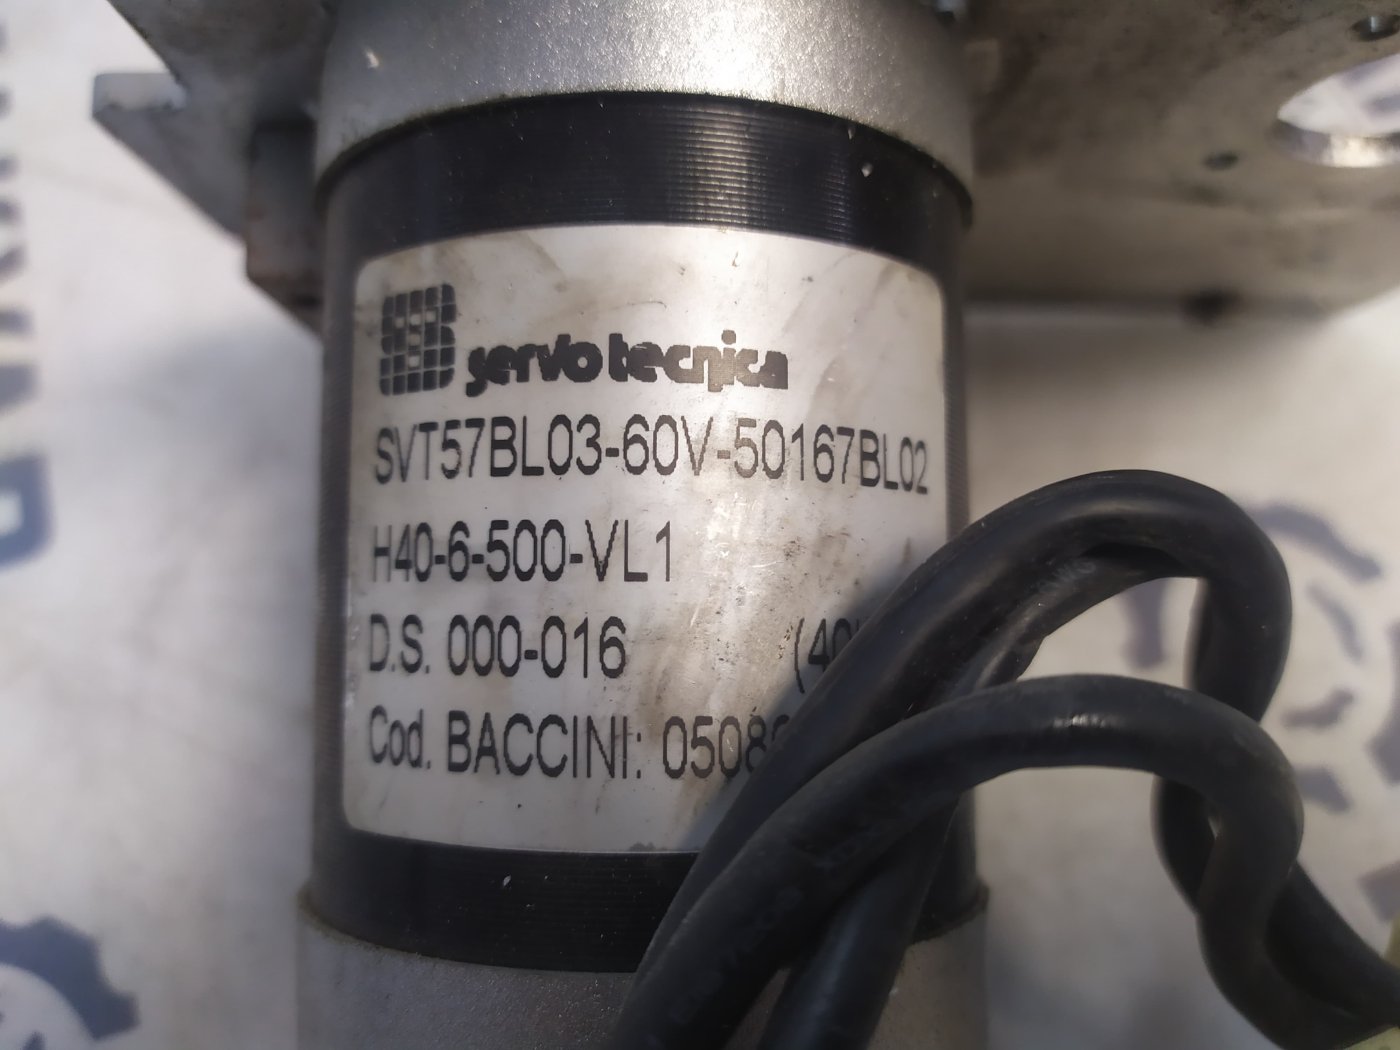 servo tecnica
SVT57BL03-60V-50167BL02
H40-6-500-VL1
D.S. 000-016
Cod. BACCINI: